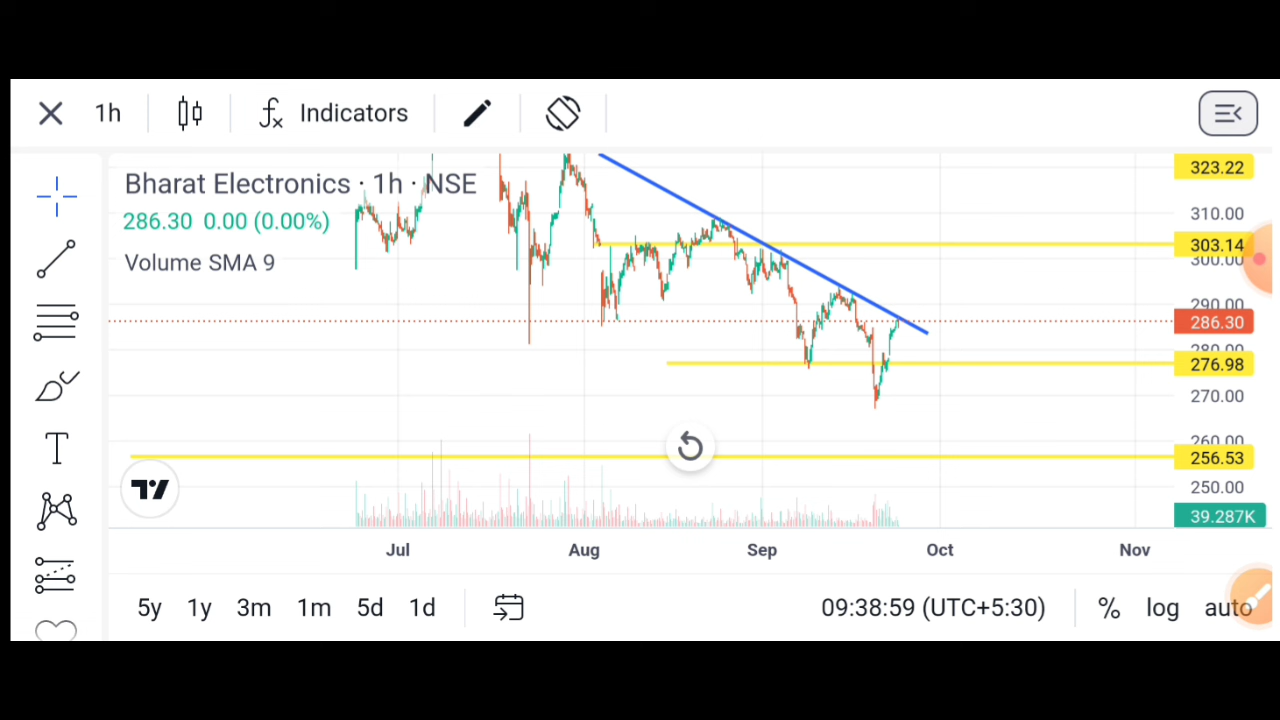 1h Indicators
Bharat Electronics · 1h · NSE
286.30 0.00 (0.00%)
Volume SMA 9
323.22
310.00
303.14
300.00
290.00
286.30
280.00
276.98
270.00
260.00
256.53
250.00
39.287K
T
Jul Aug Sep Oct Nov
5y 1y 3m 1m 5d 1d 09:38:59 (UTC+5:30) % log auto